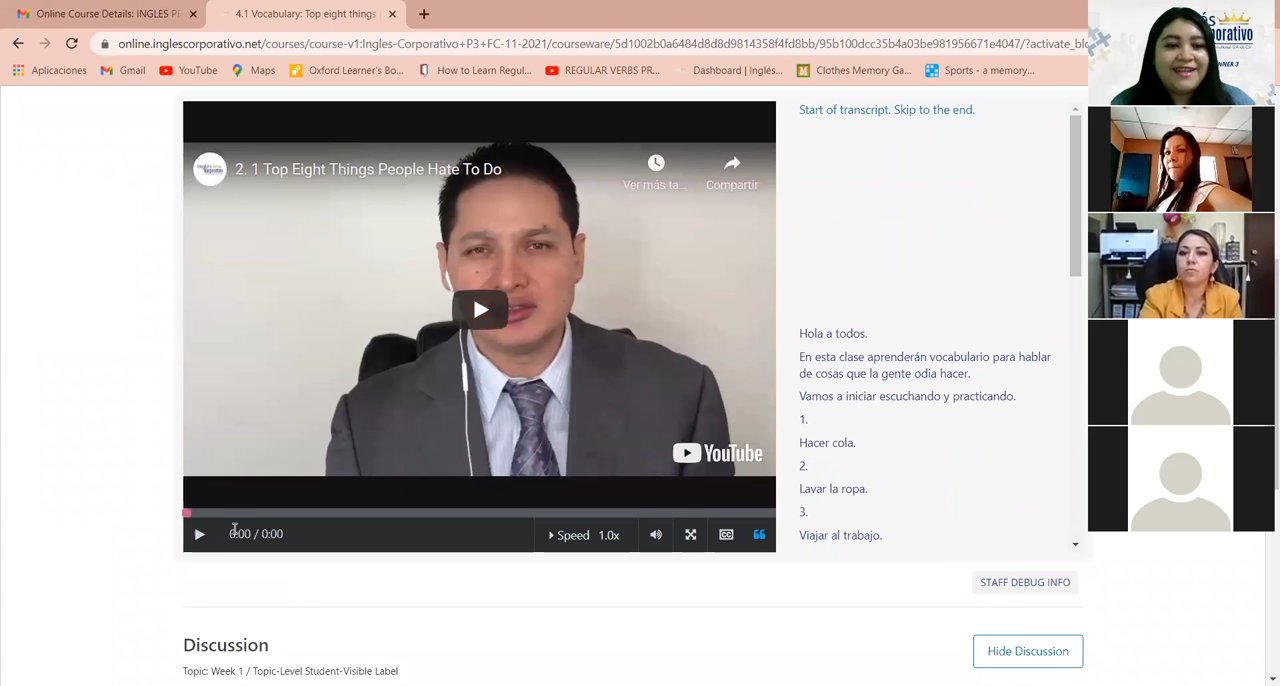 Online Course Details: INGLES PR
4.1 Vocabulary: Top eight things
online.inglescorporativo.net/courses/course-v1:Ingles-Corporativo+P3+FC-11-2021/courseware/5d1002b0a6484d8d8d9814358f4fd8bb/95b100dcc35b4a03be981956671e4047/?activate_blo
Aplicaciones
Gmail
YouTube
Maps
Oxford Learner's Bo...
How to Learn Regul...
REGULAR VERBS PR...
Dashboard | Inglés...
Clothes Memory Ga...
Sports - a memory...
2. 1 Top Eight Things People Hate To Do
Ver más ta...
Compartir
YouTube
0:00 / 0:00
Speed 1.0x
CC
Start of transcript. Skip to the end.
Hola a todos.
En esta clase aprenderán vocabulario para hablar
de cosas que la gente odia hacer.
Vamos a iniciar escuchando y practicando.
1.
Hacer cola.
2.
Lavar la ropa.
3.
Viajar al trabajo.
STAFF DEBUG INFO
Discussion
Hide Discussion
Topic: Week 1 / Topic-Level Student-Visible Label